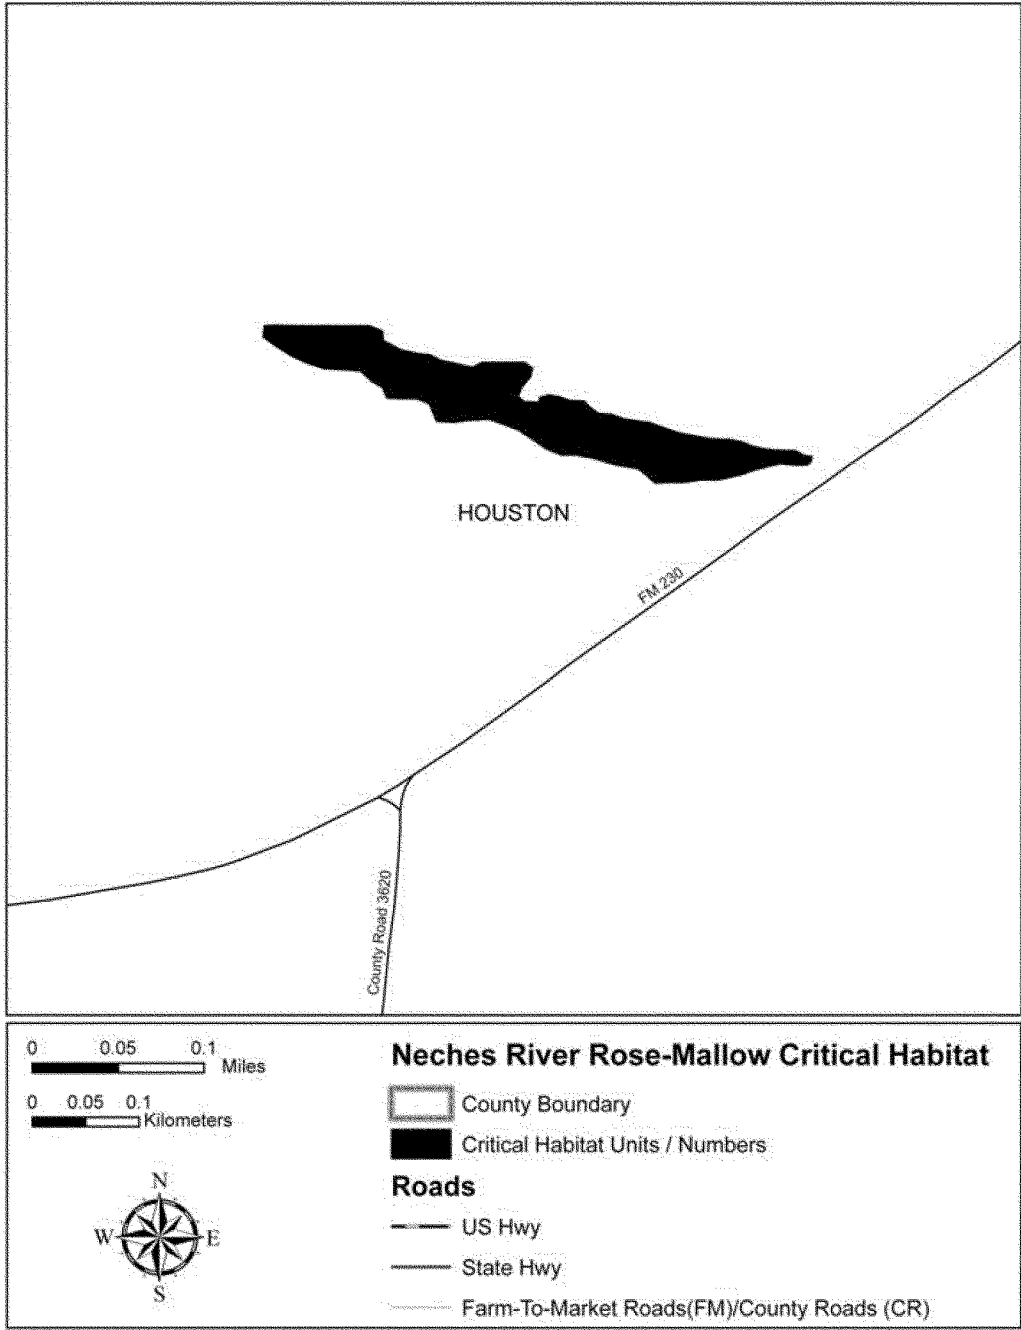 HOUSTON
FM 230
County Road 3620
0 0.05 0.1
Miles
0 0.05 0.1
Kilometers
N
W E
S
Neches River Rose-Mallow Critical Habitat
County Boundary
Critical Habitat Units / Numbers
Roads
US Hwy
State Hwy
Farm-To-Market Roads(FM)/County Roads (CR)